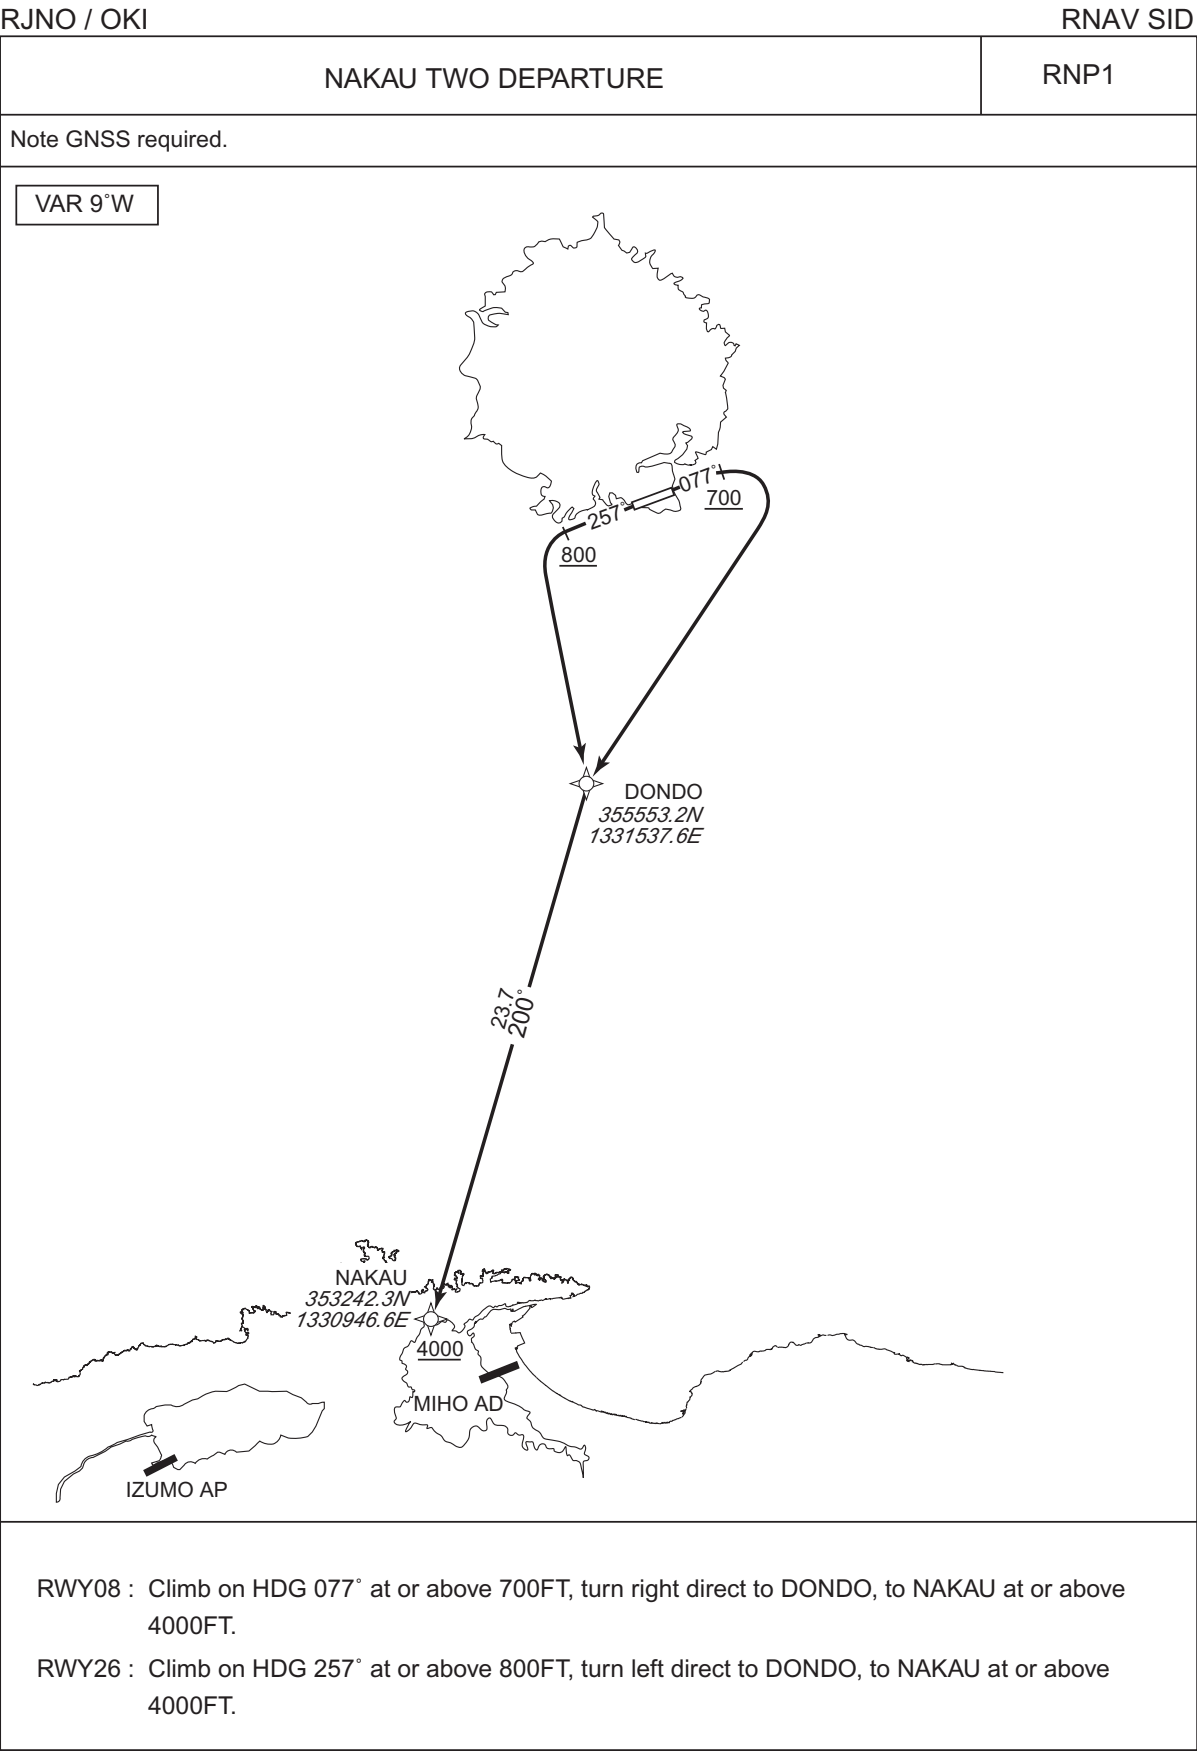 RJNO / OKI
RNAV SID
NAKAU TWO DEPARTURE
RNP1
Note GNSS required.
VAR 9˚W
077˚
700
257˚
800
DONDO
355553.2N
1331537.6E
23.7
200˚
NAKAU
353242.3N
1330946.6E
4000
MIHO AD
IZUMO AP
RWY08 : Climb on HDG 077˚ at or above 700FT, turn right direct to DONDO, to NAKAU at or above
4000FT.
RWY26 : Climb on HDG 257˚ at or above 800FT, turn left direct to DONDO, to NAKAU at or above
4000FT.